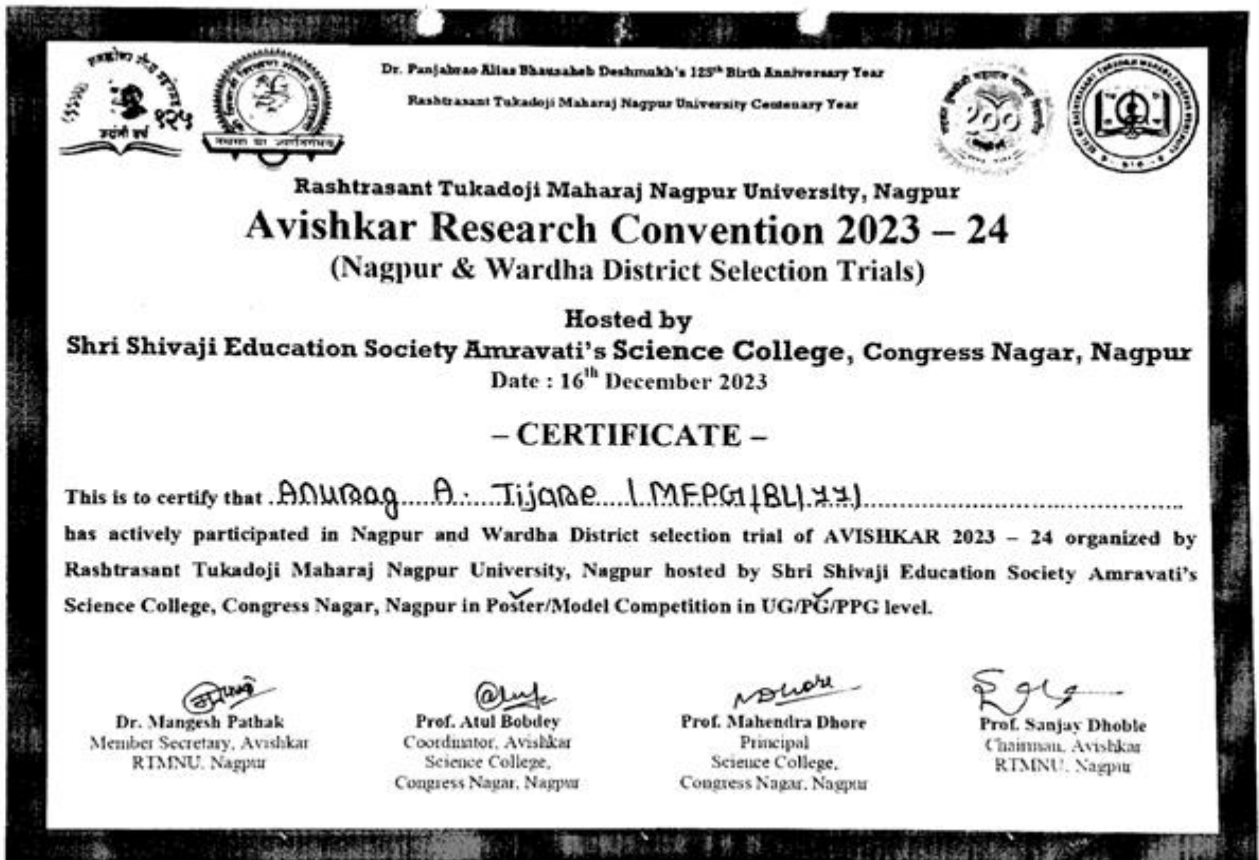 जयंती वर्ष
१२५
तमसो मा ज्योतिर्गमय
१००
Dr. Panjabrao Alias Bhausaheb Deshmukh's 125th Birth Anniversary Year
Rashtrasant Tukadoji Maharaj Nagpur University Centenary Year
Rashtrasant Tukadoji Maharaj Nagpur University, Nagpur
Avishkar Research Convention 2023 – 24
(Nagpur & Wardha District Selection Trials)
Hosted by
Shri Shivaji Education Society Amravati's Science College, Congress Nagar, Nagpur
Date : 16th December 2023
– CERTIFICATE –
This is to certify that Anurag A. Tijare
has actively participated in Nagpur and Wardha District selection trial of AVISHKAR 2023 – 24 organized by
Rashtrasant Tukadoji Maharaj Nagpur University, Nagpur hosted by Shri Shivaji Education Society Amravati's
Science College, Congress Nagar, Nagpur in Poster/Model Competition in UG/PG/PPG level.
Dr. Mangesh Pathak
Member Secretary, Avishkar
RTMNU, Nagpur
Prof. Atul Bobdey
Coordinator, Avishkar
Science College,
Congress Nagar, Nagpur
Prof. Mahendra Dhore
Principal
Science College,
Congress Nagar, Nagpur
Prof. Sanjay Dhoble
Chairman, Avishkar
RTMNU, Nagpur